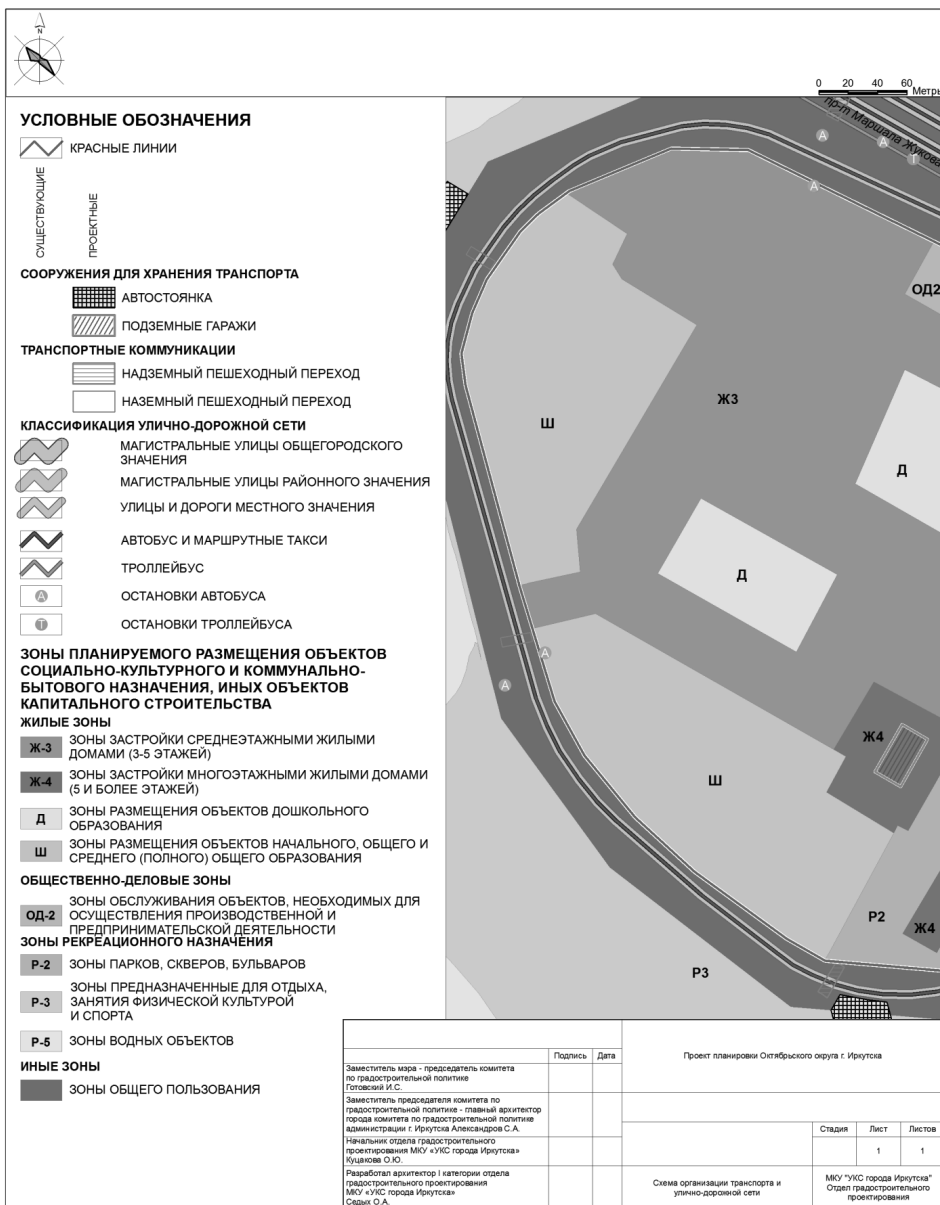 N
0 20 40 60 Метры
УСЛОВНЫЕ ОБОЗНАЧЕНИЯ
КРАСНЫЕ ЛИНИИ
СУЩЕСТВУЮЩИЕ
ПРОЕКТНЫЕ
СООРУЖЕНИЯ ДЛЯ ХРАНЕНИЯ ТРАНСПОРТА
АВТОСТОЯНКА
ПОДЗЕМНЫЕ ГАРАЖИ
ТРАНСПОРТНЫЕ КОММУНИКАЦИИ
НАДЗЕМНЫЙ ПЕШЕХОДНЫЙ ПЕРЕХОД
НАЗЕМНЫЙ ПЕШЕХОДНЫЙ ПЕРЕХОД
КЛАССИФИКАЦИЯ УЛИЧНО-ДОРОЖНОЙ СЕТИ
МАГИСТРАЛЬНЫЕ УЛИЦЫ ОБЩЕГОРОДСКОГО
ЗНАЧЕНИЯ
МАГИСТРАЛЬНЫЕ УЛИЦЫ РАЙОННОГО ЗНАЧЕНИЯ
УЛИЦЫ И ДОРОГИ МЕСТНОГО ЗНАЧЕНИЯ
АВТОБУС И МАРШРУТНЫЕ ТАКСИ
ТРОЛЛЕЙБУС
А ОСТАНОВКИ АВТОБУСА
Т ОСТАНОВКИ ТРОЛЛЕЙБУСА
ЗОНЫ ПЛАНИРУЕМОГО РАЗМЕЩЕНИЯ ОБЪЕКТОВ
СОЦИАЛЬНО-КУЛЬТУРНОГО И КОММУНАЛЬНО-
БЫТОВОГО НАЗНАЧЕНИЯ, ИНЫХ ОБЪЕКТОВ
КАПИТАЛЬНОГО СТРОИТЕЛЬСТВА
ЖИЛЫЕ ЗОНЫ
Ж-3 ЗОНЫ ЗАСТРОЙКИ СРЕДНЕЭТАЖНЫМИ ЖИЛЫМИ
ДОМАМИ (3-5 ЭТАЖЕЙ)
Ж-4 ЗОНЫ ЗАСТРОЙКИ МНОГОЭТАЖНЫМИ ЖИЛЫМИ ДОМАМИ
(5 И БОЛЕЕ ЭТАЖЕЙ)
Д ЗОНЫ РАЗМЕЩЕНИЯ ОБЪЕКТОВ ДОШКОЛЬНОГО
ОБРАЗОВАНИЯ
Ш ЗОНЫ РАЗМЕЩЕНИЯ ОБЪЕКТОВ НАЧАЛЬНОГО, ОБЩЕГО И
СРЕДНЕГО (ПОЛНОГО) ОБЩЕГО ОБРАЗОВАНИЯ
ОБЩЕСТВЕННО-ДЕЛОВЫЕ ЗОНЫ
ОД-2 ЗОНЫ ОБСЛУЖИВАНИЯ ОБЪЕКТОВ, НЕОБХОДИМЫХ ДЛЯ
ОСУЩЕСТВЛЕНИЯ ПРОИЗВОДСТВЕННОЙ И
ПРЕДПРИНИМАТЕЛЬСКОЙ ДЕЯТЕЛЬНОСТИ
ЗОНЫ РЕКРЕАЦИОННОГО НАЗНАЧЕНИЯ
Р-2 ЗОНЫ ПАРКОВ, СКВЕРОВ, БУЛЬВАРОВ
Р-3 ЗОНЫ ПРЕДНАЗНАЧЕННЫЕ ДЛЯ ОТДЫХА,
ЗАНЯТИЯ ФИЗИЧЕСКОЙ КУЛЬТУРОЙ
И СПОРТА
Р-5 ЗОНЫ ВОДНЫХ ОБЪЕКТОВ
ИНЫЕ ЗОНЫ
ЗОНЫ ОБЩЕГО ПОЛЬЗОВАНИЯ
пр-т Маршала Жукова
А
А
Т
А
ОД2
Ж3
Ш
Д
Д
А
А
Ж4
Ш
Р2
Ж4
Р3
Подпись Дата
Заместитель мэра - председатель комитета
по градостроительной политике
Готовский И.С.
Заместитель председателя комитета по
градостроительной политике - главный архитектор
города комитета по градостроительной политике
администрации г. Иркутска Александров С.А.
Начальник отдела градостроительного
проектирования МКУ «УКС города Иркутска»
Куцакова О.Ю.
Разработал архитектор I категории отдела
градостроительного проектирования
МКУ «УКС города Иркутска»
Седых О.А.
Проект планировки Октябрьского округа г. Иркутска
Стадия Лист Листов
1 1
Схема организации транспорта и
улично-дорожной сети
МКУ "УКС города Иркутска"
Отдел градостроительного
проектирования